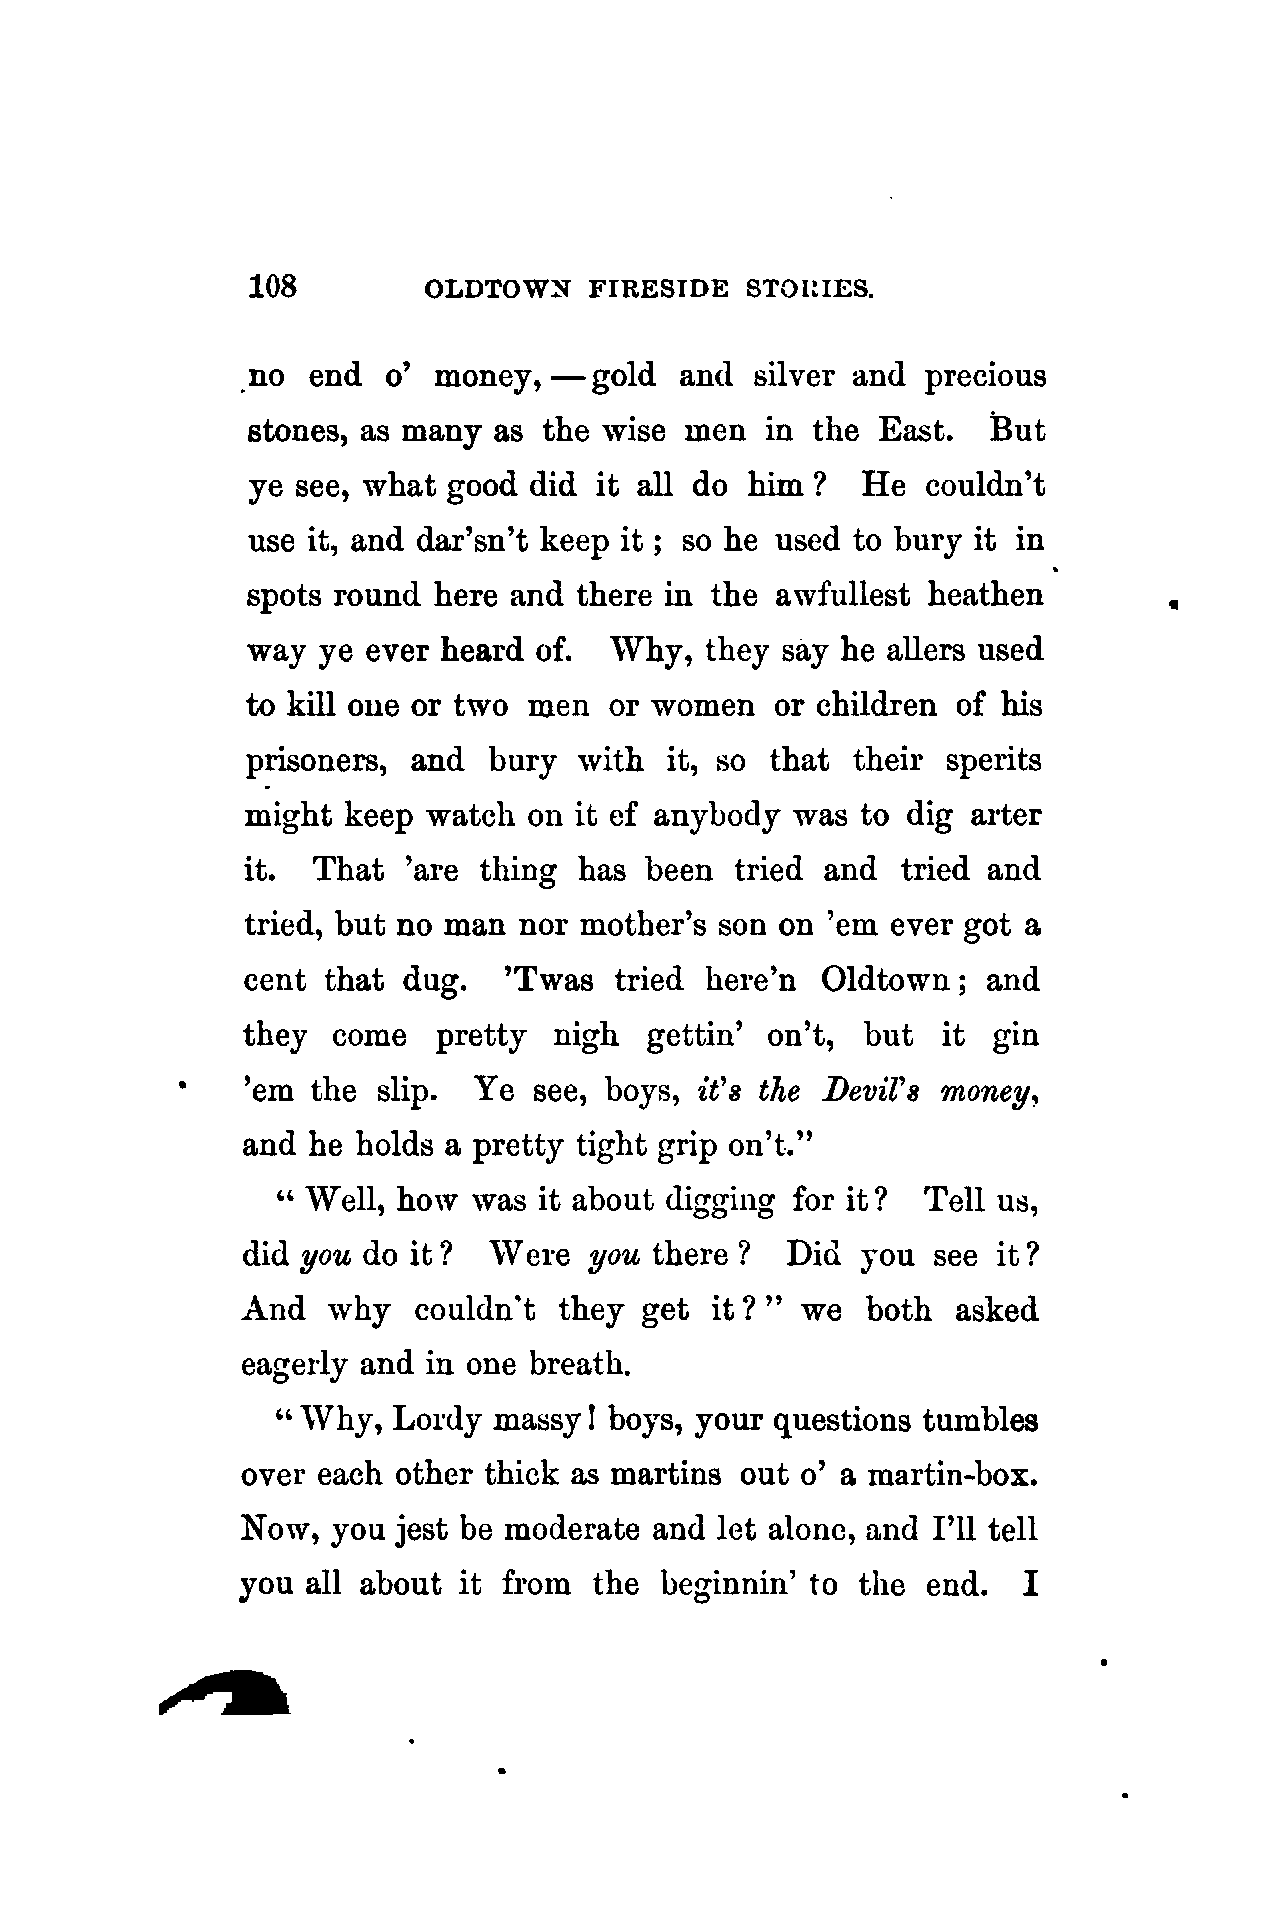 108 OLDTOWN FIRESIDE STORIES.
no end o' money, — gold and silver and precious
stones, as many as the wise men in the East. But
ye see, what good did it all do him? He couldn't
use it, and dar'sn't keep it; so he used to bury it in
spots round here and there in the awfullest heathen
way ye ever heard of. Why, they say he allers used
to kill one or two men or women or children of his
prisoners, and bury with it, so that their sperits
might keep watch on it ef anybody was to dig arter
it. That 'are thing has been tried and tried and
tried, but no man nor mother's son on 'em ever got a
cent that dug. 'Twas tried here'n Oldtown; and
they come pretty nigh gettin' on't, but it gin
'em the slip. Ye see, boys, it's the Devil's money,
and he holds a pretty tight grip on't."
"Well, how was it about digging for it? Tell us,
did you do it? Were you there? Did you see it?
And why couldn't they get it?" we both asked
eagerly and in one breath.
"Why, Lordy massy! boys, your questions tumbles
over each other thick as martins out o' a martin-box.
Now, you jest be moderate and let alone, and I'll tell
you all about it from the beginnin' to the end. I